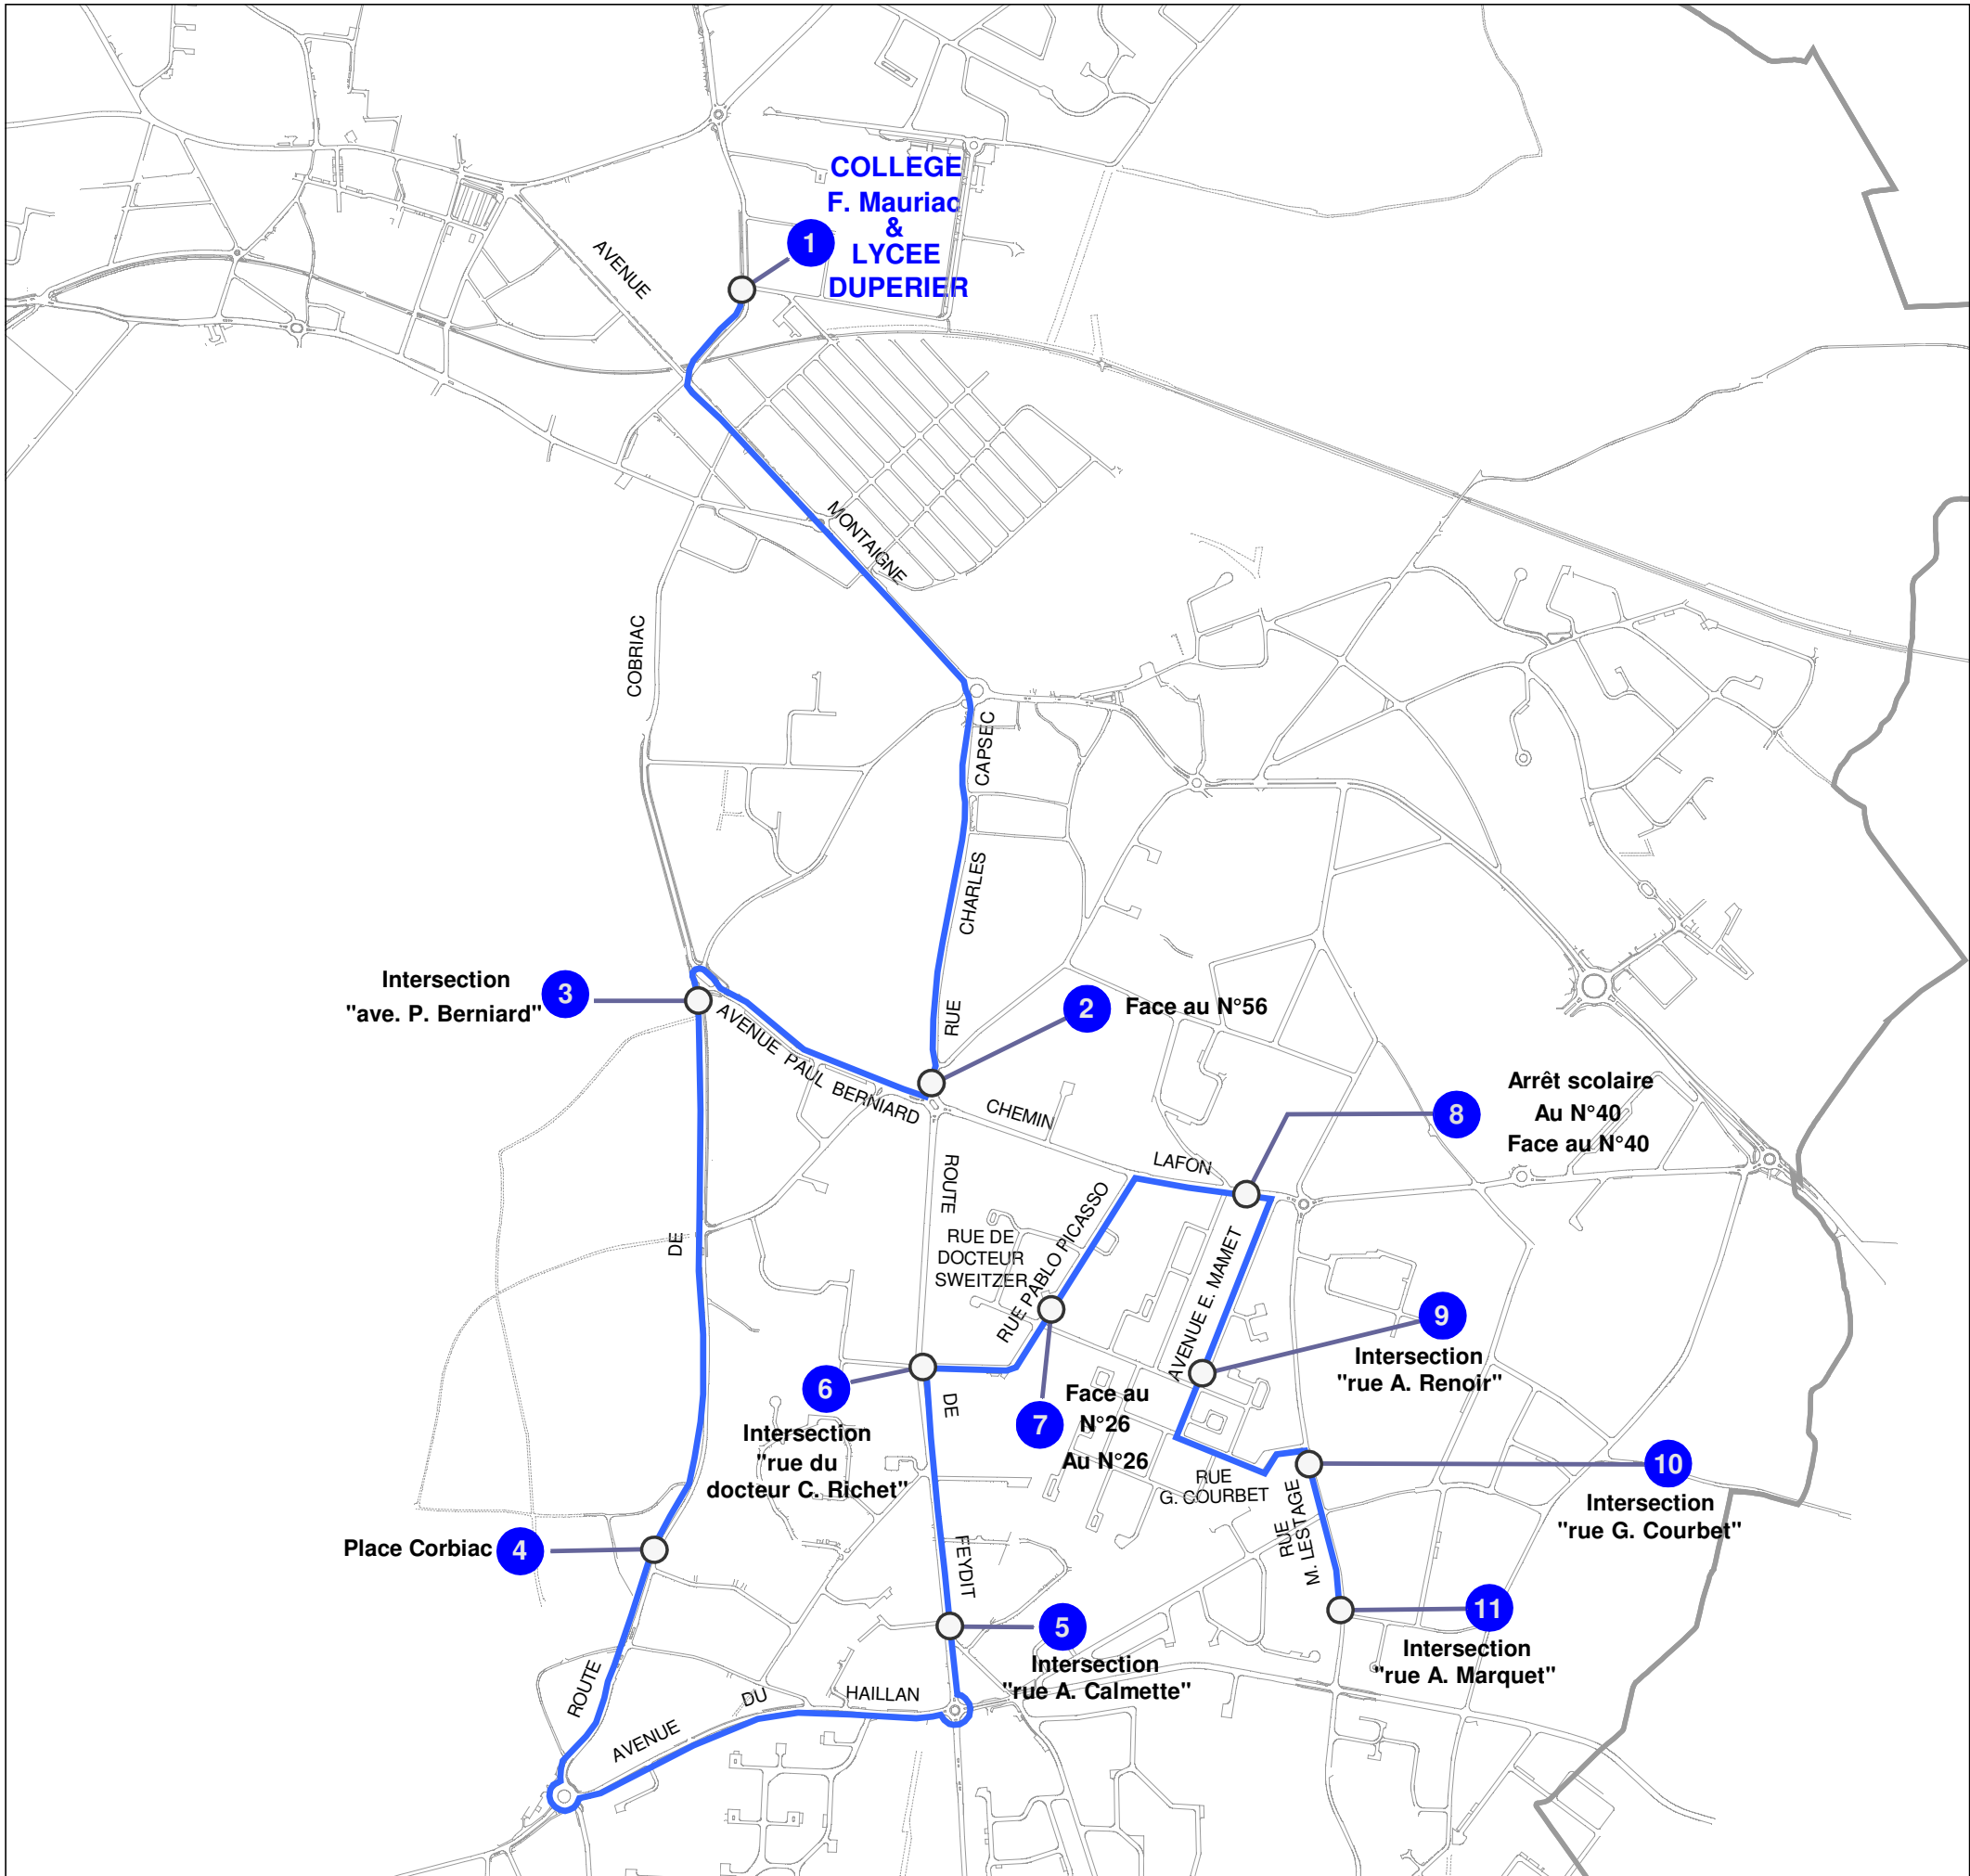 COLLEGE
F. Mauriac
&
LYCEE
DUPERIER
1
AVENUE
MONTAIGNE
COBRIAC
CAPSEC
CHARLES
RUE
Intersection
"ave. P. Berniard"
3
2
Face au N°56
AVENUE PAUL BERNIARD
CHEMIN
LAFON
8
Arrêt scolaire
Au N°40
Face au N°40
ROUTE
RUE DE
DOCTEUR
SWEITZER
RUE PABLO PICASSO
AVENUE E. MAMET
DE
9
Intersection
"rue A. Renoir"
6
Intersection
"rue du
docteur C. Richet"
DE
7
Face au
N°26
Au N°26
RUE
G. COURBET
10
Intersection
"rue G. Courbet"
RUE
M. LESTAGE
Place Corbiac
4
FEYDIT
5
Intersection
"rue A. Calmette"
11
Intersection
"rue A. Marquet"
ROUTE
AVENUE
DU
HAILLAN